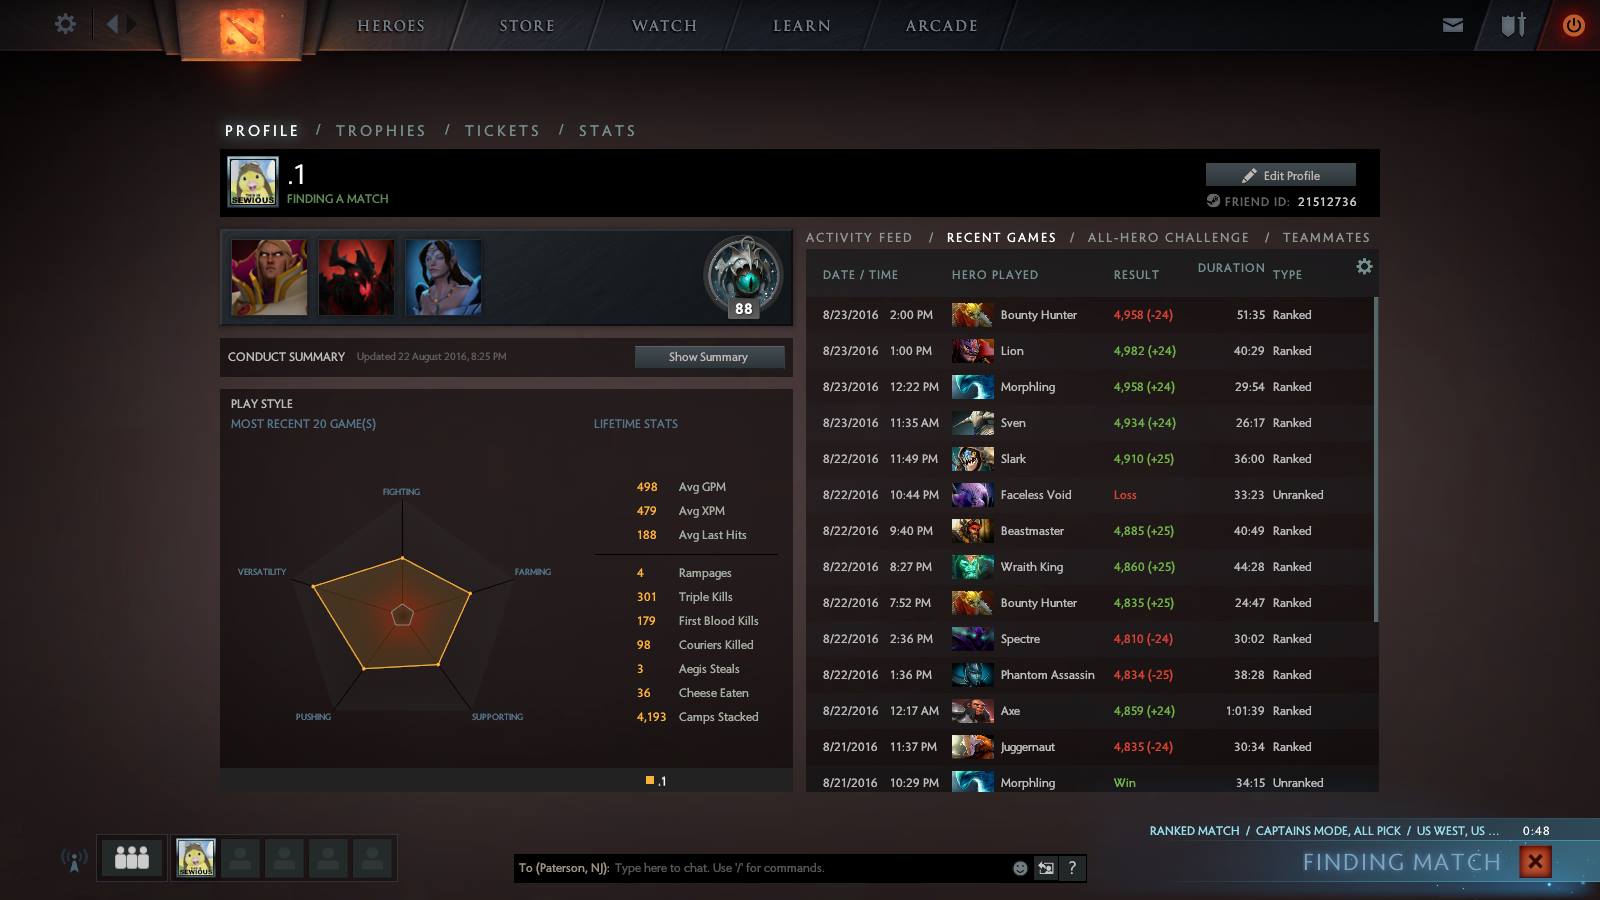 HEROES STORE WATCH LEARN ARCADE
PROFILE / TROPHIES / TICKETS / STATS
.1
FINDING A MATCH
Edit Profile
FRIEND ID: 21512736
SEWIOUS
88
CONDUCT SUMMARY Updated 22 August 2016, 8:25 PM Show Summary
PLAY STYLE
MOST RECENT 20 GAME(S) LIFETIME STATS
FIGHTING
VERSATILITY
FARMING
PUSHING
SUPPORTING
498 Avg GPM
479 Avg XPM
188 Avg Last Hits
4 Rampages
301 Triple Kills
179 First Blood Kills
98 Couriers Killed
3 Aegis Steals
36 Cheese Eaten
4,193 Camps Stacked
.1
ACTIVITY FEED / RECENT GAMES / ALL-HERO CHALLENGE / TEAMMATES
DATE / TIME HERO PLAYED RESULT DURATION TYPE
8/23/2016 2:00 PM Bounty Hunter 4,958 (-24) 51:35 Ranked
8/23/2016 1:00 PM Lion 4,982 (+24) 40:29 Ranked
8/23/2016 12:22 PM Morphling 4,958 (+24) 29:54 Ranked
8/23/2016 11:35 AM Sven 4,934 (+24) 26:17 Ranked
8/22/2016 11:49 PM Slark 4,910 (+25) 36:00 Ranked
8/22/2016 10:44 PM Faceless Void Loss 33:23 Unranked
8/22/2016 9:40 PM Beastmaster 4,885 (+25) 40:49 Ranked
8/22/2016 8:27 PM Wraith King 4,860 (+25) 44:28 Ranked
8/22/2016 7:52 PM Bounty Hunter 4,835 (+25) 24:47 Ranked
8/22/2016 2:36 PM Spectre 4,810 (-24) 30:02 Ranked
8/22/2016 1:36 PM Phantom Assassin 4,834 (-25) 38:28 Ranked
8/22/2016 12:17 AM Axe 4,859 (+24) 1:01:39 Ranked
8/21/2016 11:37 PM Juggernaut 4,835 (-24) 30:34 Ranked
8/21/2016 10:29 PM Morphling Win 34:15 Unranked
RANKED MATCH / CAPTAINS MODE, ALL PICK / US WEST, US ... 0:48
FINDING MATCH
SEWIOUS
To (Paterson, NJ): Type here to chat. Use '/' for commands. ?